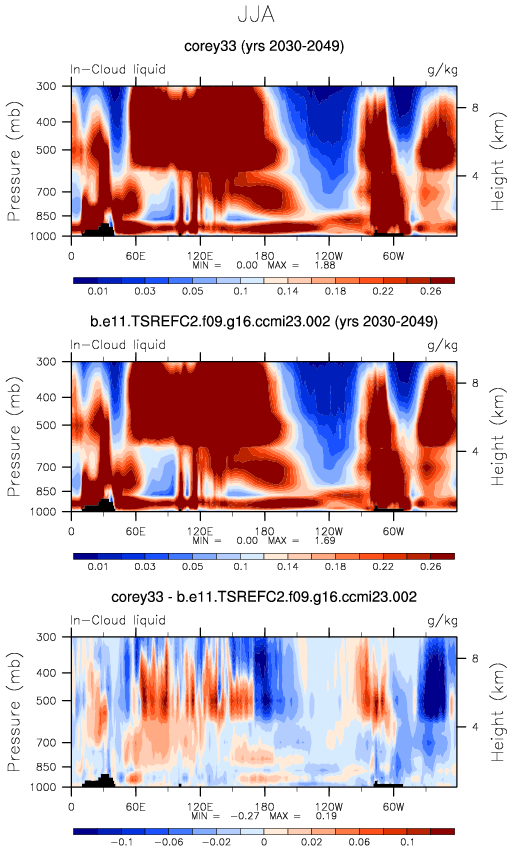 JJA
corey33 (yrs 2030-2049)
In-Cloud liquid g/kg
300
400
500
700
850
1000
Pressure (mb)
8
4
Height (km)
0 60E 120E 180 120W 60W
MIN = 0.00 MAX = 1.88
0.01 0.03 0.05 0.1 0.14 0.18 0.22 0.26
b.e11.TSREFC2.f09.g16.ccmi23.002 (yrs 2030-2049)
In-Cloud liquid g/kg
300
400
500
700
850
1000
Pressure (mb)
8
4
Height (km)
0 60E 120E 180 120W 60W
MIN = 0.00 MAX = 1.69
0.01 0.03 0.05 0.1 0.14 0.18 0.22 0.26
corey33 - b.e11.TSREFC2.f09.g16.ccmi23.002
In-Cloud liquid g/kg
300
400
500
700
850
1000
Pressure (mb)
8
4
Height (km)
0 60E 120E 180 120W 60W
MIN = -0.27 MAX = 0.19
-0.1 -0.06 -0.02 0 0.02 0.06 0.1